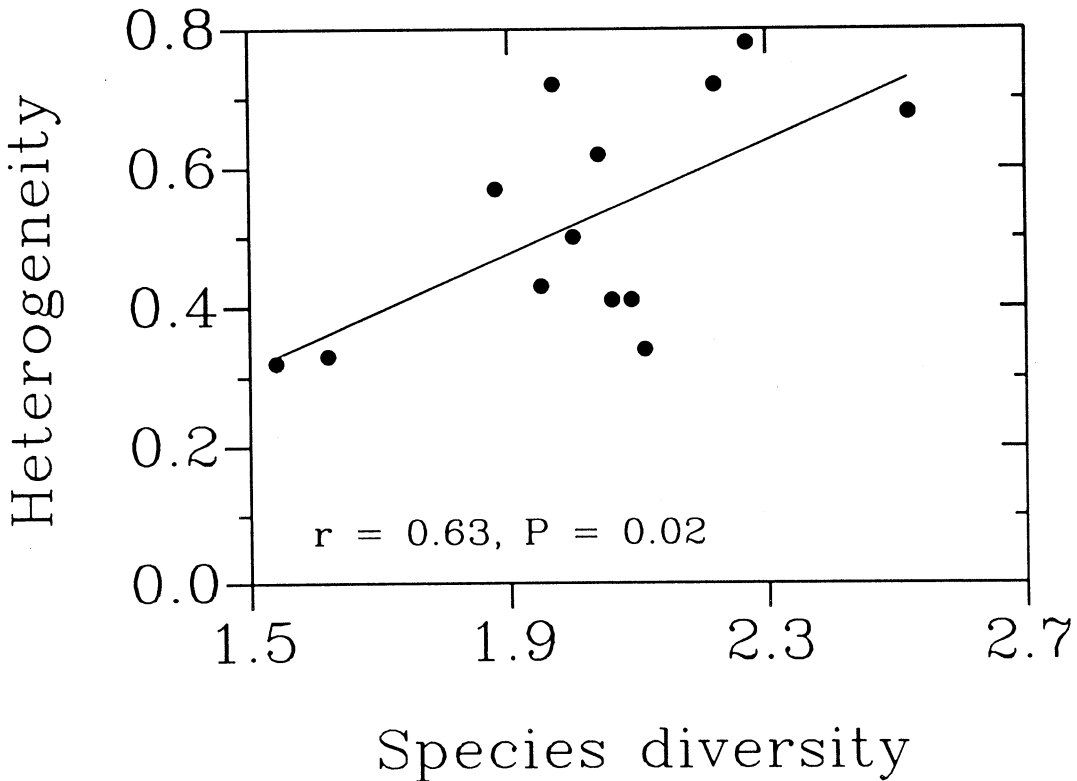 Heterogeneity
0.8
0.6
0.4
0.2
0.0
r = 0.63, P = 0.02
1.5 1.9 2.3 2.7
Species diversity